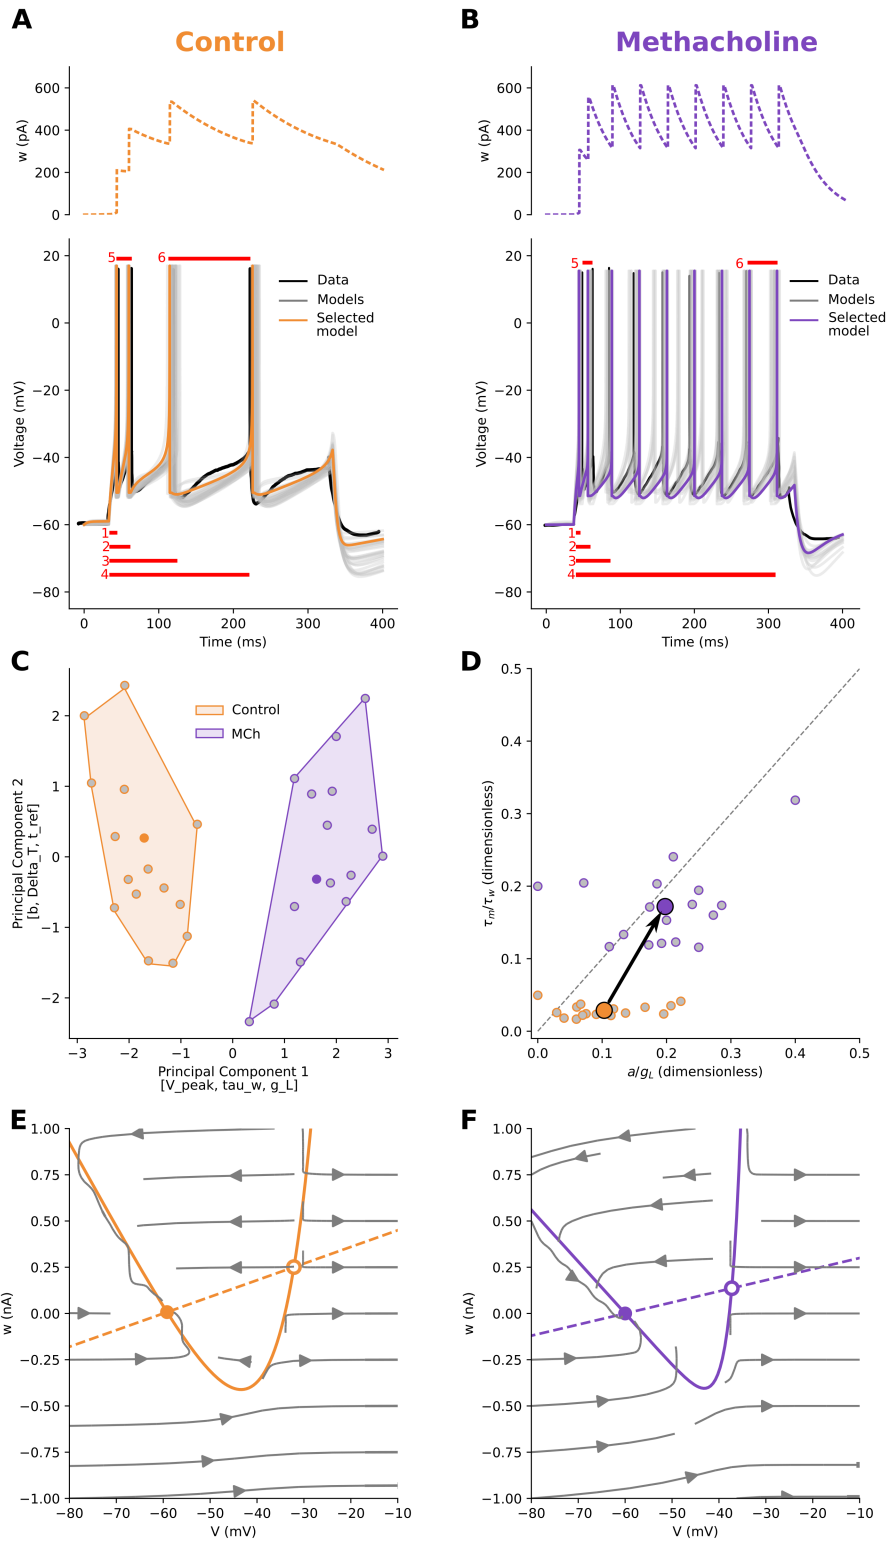 A
Control
600
400
200
0
w (pA)
5
6
20
0
−20
−40
−60
−80
Voltage (mV)
Data
Models
Selected
model
1
2
3
4
0
100
200
300
400
Time (ms)
B
Methacholine
600
400
200
0
w (pA)
5
6
20
0
−20
−40
−60
−80
Voltage (mV)
Data
Models
Selected
model
1
2
3
4
0
100
200
300
400
Time (ms)
C
2
1
0
−1
−2
Principal Component 2
[b, Delta_T, t_ref]
Control
MCh
−3
−2
−1
0
1
2
3
Principal Component 1
[V_peak, tau_w, g_L]
D
0.5
0.4
0.3
0.2
0.1
0.0
τm/τw (dimensionless)
0.0
0.1
0.2
0.3
0.4
0.5
a/gL (dimensionless)
E
1.00
0.75
0.50
0.25
0.00
−0.25
−0.50
−0.75
−1.00
w (nA)
−80
−70
−60
−50
−40
−30
−20
−10
V (mV)
F
1.00
0.75
0.50
0.25
0.00
−0.25
−0.50
−0.75
−1.00
w (nA)
−80
−70
−60
−50
−40
−30
−20
−10
V (mV)